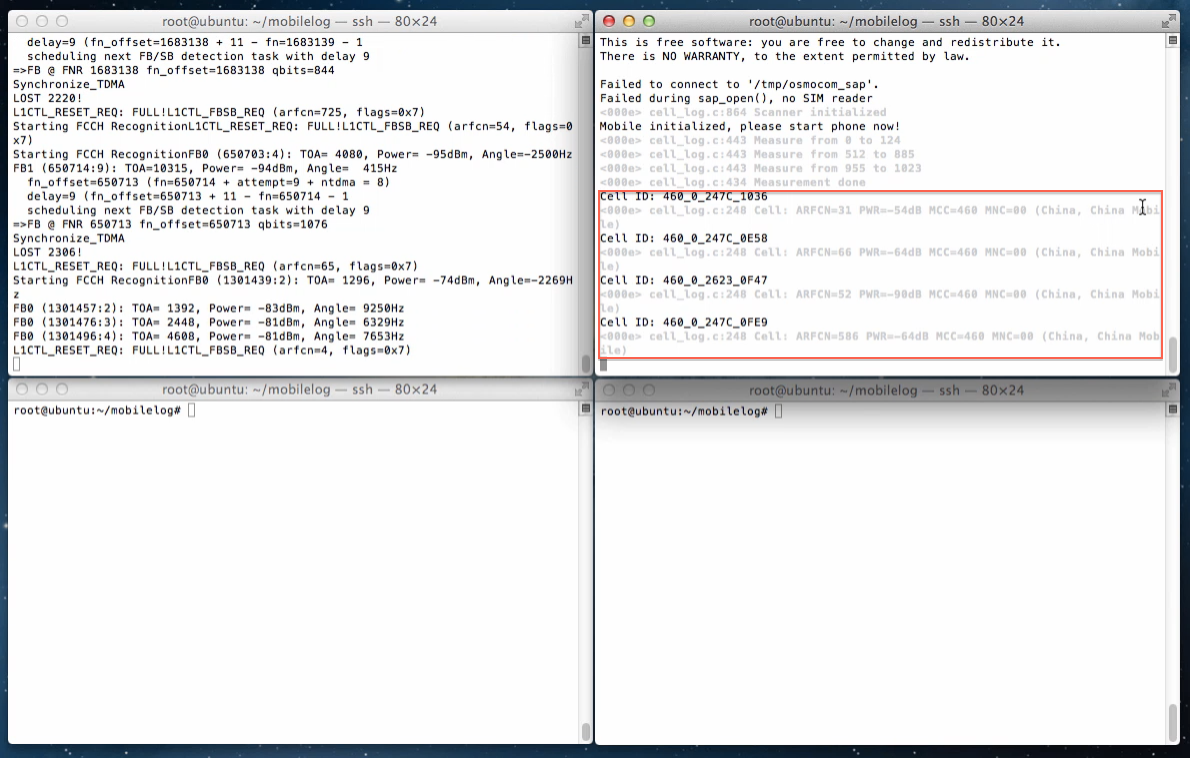 root@ubuntu: ~/mobilelog — ssh — 80×24
delay=9 (fn_offset=1683138 + 11 - fn=1683139 - 1
scheduling next FB/SB detection task with delay 9
=>FB @ FNR 1683138 fn_offset=1683138 qbits=844
Synchronize_TDMA
LOST 2220!
L1CTL_RESET_REQ: FULL!L1CTL_FBSB_REQ (arfcn=725, flags=0x7)
Starting FCCH RecognitionL1CTL_RESET_REQ: FULL!L1CTL_FBSB_REQ (arfcn=54, flags=0
x7)
Starting FCCH RecognitionFB0 (650703:4): TOA= 4080, Power= -95dBm, Angle=-2500Hz
FB1 (650714:9): TOA=10315, Power= -94dBm, Angle=  415Hz
fn_offset=650713 (fn=650714 + attempt=9 + ntdma = 8)
delay=9 (fn_offset=650713 + 11 - fn=650714 - 1
scheduling next FB/SB detection task with delay 9
=>FB @ FNR 650713 fn_offset=650713 qbits=1076
Synchronize_TDMA
LOST 2306!
L1CTL_RESET_REQ: FULL!L1CTL_FBSB_REQ (arfcn=65, flags=0x7)
Starting FCCH RecognitionFB0 (1301439:2): TOA= 1296, Power= -74dBm, Angle=-2269H
z
FB0 (1301457:2): TOA= 1392, Power= -83dBm, Angle= 9250Hz
FB0 (1301476:3): TOA= 2448, Power= -81dBm, Angle= 6329Hz
FB0 (1301496:4): TOA= 4608, Power= -81dBm, Angle= 7653Hz
L1CTL_RESET_REQ: FULL!L1CTL_FBSB_REQ (arfcn=4, flags=0x7)
root@ubuntu: ~/mobilelog — ssh — 80×24
This is free software: you are free to change and redistribute it.
There is NO WARRANTY, to the extent permitted by law.
Failed to connect to '/tmp/osmocom_sap'.
Failed during sap_open(), no SIM reader
<000e> cell_log.c:864 Scanner initialized
Mobile initialized, please start phone now!
<000e> cell_log.c:443 Measure from 0 to 124
<000e> cell_log.c:443 Measure from 512 to 885
<000e> cell_log.c:443 Measure from 955 to 1023
<000e> cell_log.c:434 Measurement done
Cell ID: 460_0_247C_1036
<000e> cell_log.c:248 Cell: ARFCN=31 PWR=-54dB MCC=460 MNC=00 (China, China Mobi
le)
Cell ID: 460_0_247C_0E58
<000e> cell_log.c:248 Cell: ARFCN=66 PWR=-64dB MCC=460 MNC=00 (China, China Mobi
le)
Cell ID: 460_0_2623_0F47
<000e> cell_log.c:248 Cell: ARFCN=52 PWR=-90dB MCC=460 MNC=00 (China, China Mobi
le)
Cell ID: 460_0_247C_0FE9
<000e> cell_log.c:248 Cell: ARFCN=586 PWR=-64dB MCC=460 MNC=00 (China, China Mob
ile)
root@ubuntu: ~/mobilelog — ssh — 80×24
root@ubuntu:~/mobilelog#
root@ubuntu: ~/mobilelog — ssh — 80×24
root@ubuntu:~/mobilelog#